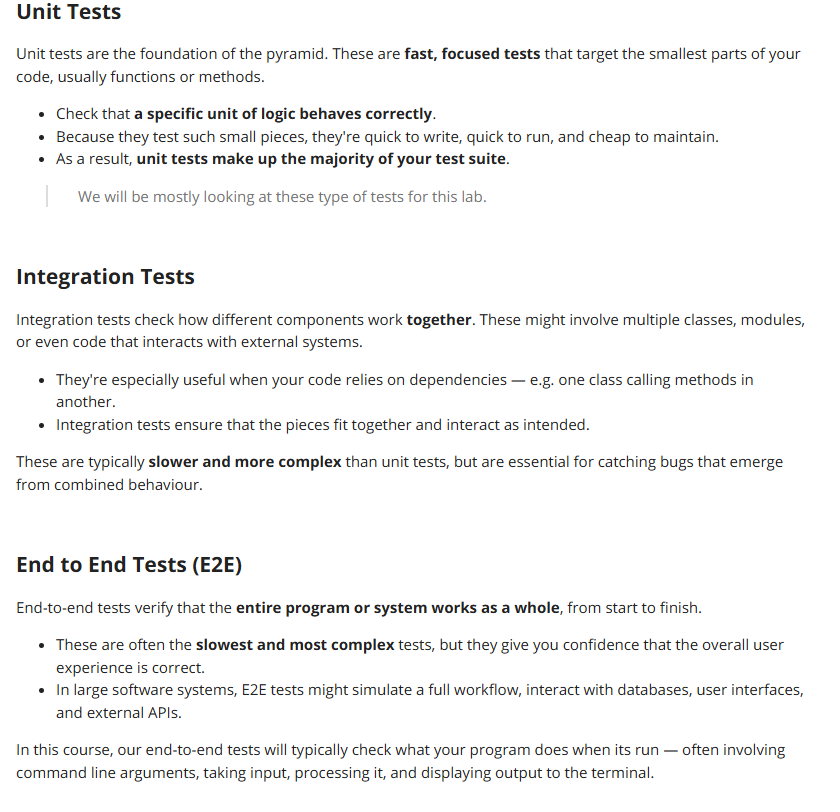 Unit Tests
Unit tests are the foundation of the pyramid. These are fast, focused tests that target the smallest parts of your
code, usually functions or methods.
• Check that a specific unit of logic behaves correctly.
• Because they test such small pieces, they're quick to write, quick to run, and cheap to maintain.
• As a result, unit tests make up the majority of your test suite.
We will be mostly looking at these type of tests for this lab.
Integration Tests
Integration tests check how different components work together. These might involve multiple classes, modules,
or even code that interacts with external systems.
• They're especially useful when your code relies on dependencies — e.g. one class calling methods in
another.
• Integration tests ensure that the pieces fit together and interact as intended.
These are typically slower and more complex than unit tests, but are essential for catching bugs that emerge
from combined behaviour.
End to End Tests (E2E)
End-to-end tests verify that the entire program or system works as a whole, from start to finish.
• These are often the slowest and most complex tests, but they give you confidence that the overall user
experience is correct.
• In large software systems, E2E tests might simulate a full workflow, interact with databases, user interfaces,
and external APIs.
In this course, our end-to-end tests will typically check what your program does when its run — often involving
command line arguments, taking input, processing it, and displaying output to the terminal.